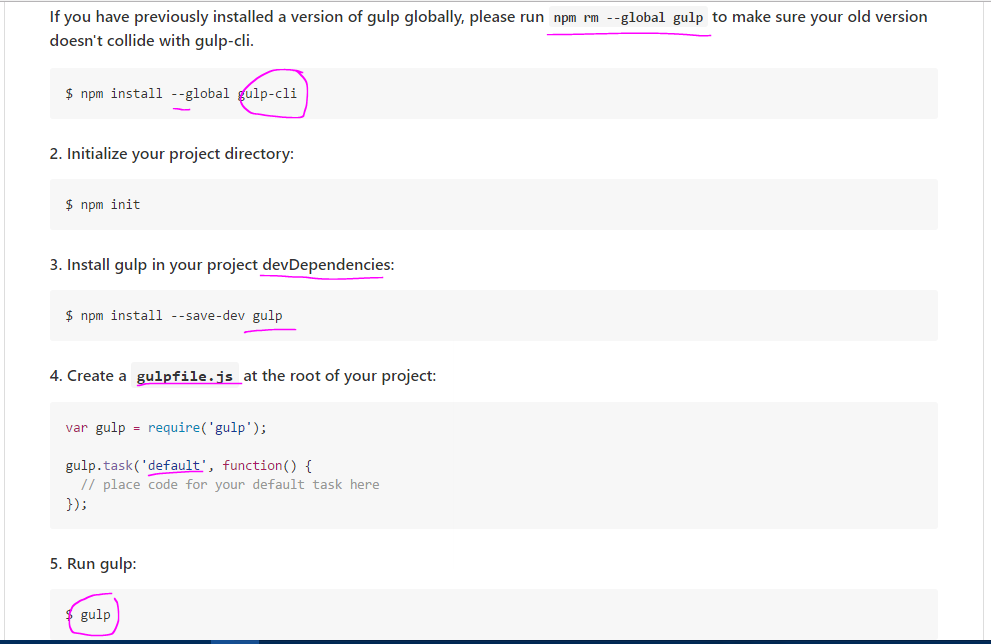 If you have previously installed a version of gulp globally, please run npm rm --global gulp to make sure your old version
doesn't collide with gulp-cli.
$ npm install --global gulp-cli
2. Initialize your project directory:
$ npm init
3. Install gulp in your project devDependencies:
$ npm install --save-dev gulp
4. Create a gulpfile.js at the root of your project:
var gulp = require('gulp');
gulp.task('default', function() {
// place code for your default task here
});
5. Run gulp:
$ gulp